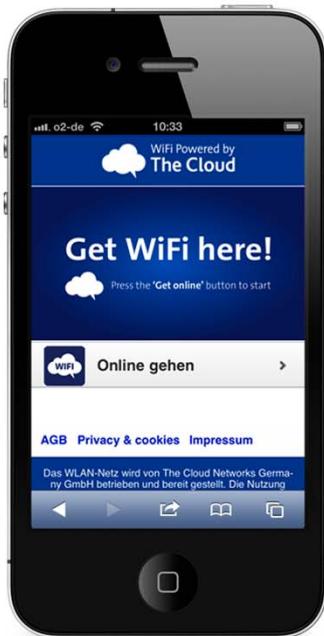 o2-de 10:33
WiFi Powered by
The Cloud
Get WiFi here!
Press the 'Get online' button to start
WiFi Online gehen
AGB Privacy & cookies Impressum
Das WLAN-Netz wird von The Cloud Networks Germa-
ny GmbH betrieben und bereit gestellt. Die Nutzung